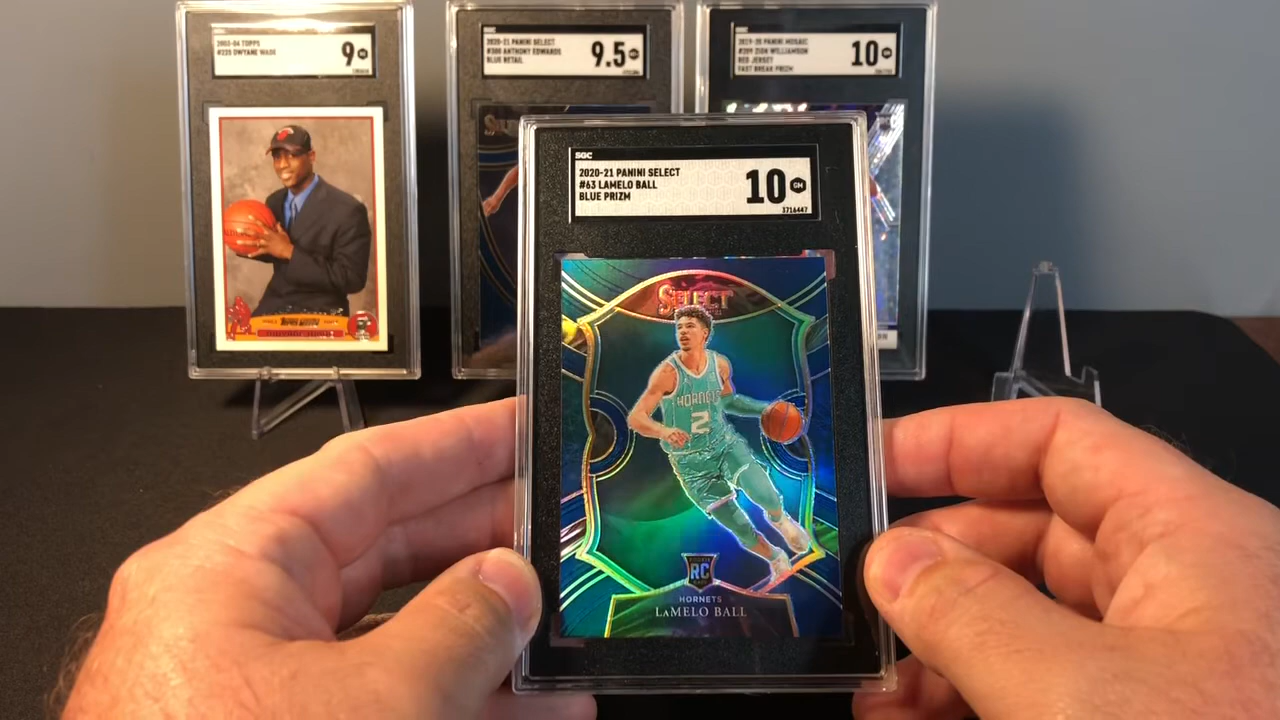 2003-04 TOPPS
#225 DWYANE WADE
9
2020-21 PANINI SELECT
#300 ANTHONY EDWARDS
BLUE RETAIL
9.5
2019-20 PANINI MOSAIC
#209 ZION WILLIAMSON
RED JERSEY
FAST BREAK PRIZM
10
SGC
2020-21 PANINI SELECT
#63 LAMELO BALL
BLUE PRIZM
10 GM
3716447
SELECT
HORNETS
2
RC
HORNETS
LAMELO BALL